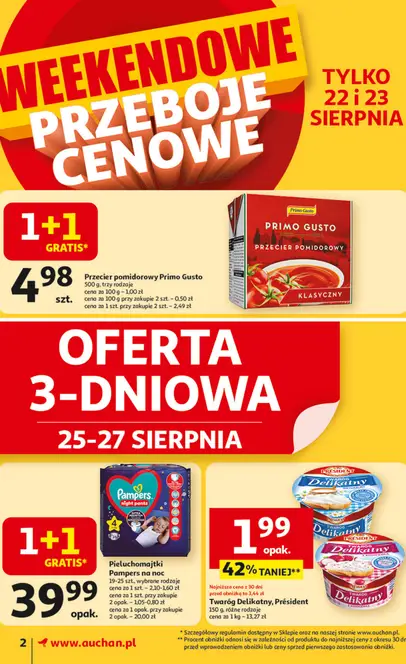 WEEKENDOWE
PRZEBOJE
CENOWE
TYLKO
22 i 23
SIERPNIA
1+1
GRATIS*
4 98
szt.
Przecier pomidorowy Primo Gusto
500 g, trzy rodzaje
cena za 100 g – 1,00 zł
cena za 100 g przy zakupie 2 szt. – 0,50 zł
cena za 1 szt. przy zakupie 2 szt. – 2,49 zł
Primo Gusto
PRIMO GUSTO
PRZECIER POMIDOROWY
KLASYCZNY
OFERTA
3-DNIOWA
25-27 SIERPNIA
1+1
GRATIS*
39 99
opak.
Pampers
night pants
4
Pieluchomajtki
Pampers na noc
19-25 szt., wybrane rodzaje
cena za 1 szt. – 2,10-1,60 zł
cena za 1 szt. przy zakupie
2 opak. – 1,05-0,80 zł
cena za 1 opak. przy zakupie
2 opak. – 20,00 zł
1 99
opak.
Najniższa cena z 30 dni
przed obniżką to 3,46 zł
42% TANIEJ**
Twaróg Delikatny, Président
150 g, różne rodzaje
cena za 1 kg – 13,27 zł
PRESIDENT
Twaróg
Delikatny
PRESIDENT
Twaróg
Delikatny
2
www.auchan.pl
* Szczegółowy regulamin dostępny w Sklepie oraz na naszej stronie www.auchan.pl.
** Procent obniżki odnosi się w zależności od produktu do najniższej ceny z okresu 30 dni
przed wprowadzeniem obniżki lub ceny sprzed pierwszego zastosowania obniżki.